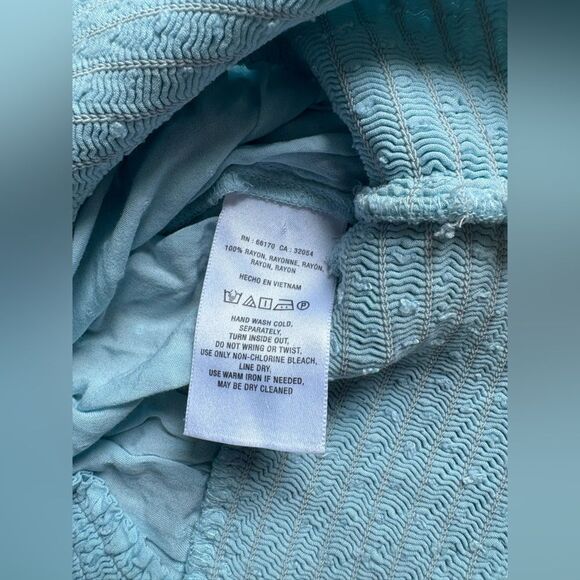 RN : 66170 CA : 32054
100% RAYON, RAYONNE, RAYÓN,
RAYON, RAYON
HECHO EN VIETNAM
P
HAND WASH COLD,
SEPARATELY,
TURN INSIDE OUT,
DO NOT WRING OR TWIST,
USE ONLY NON-CHLORINE BLEACH,
LINE DRY,
USE WARM IRON IF NEEDED,
MAY BE DRY CLEANED